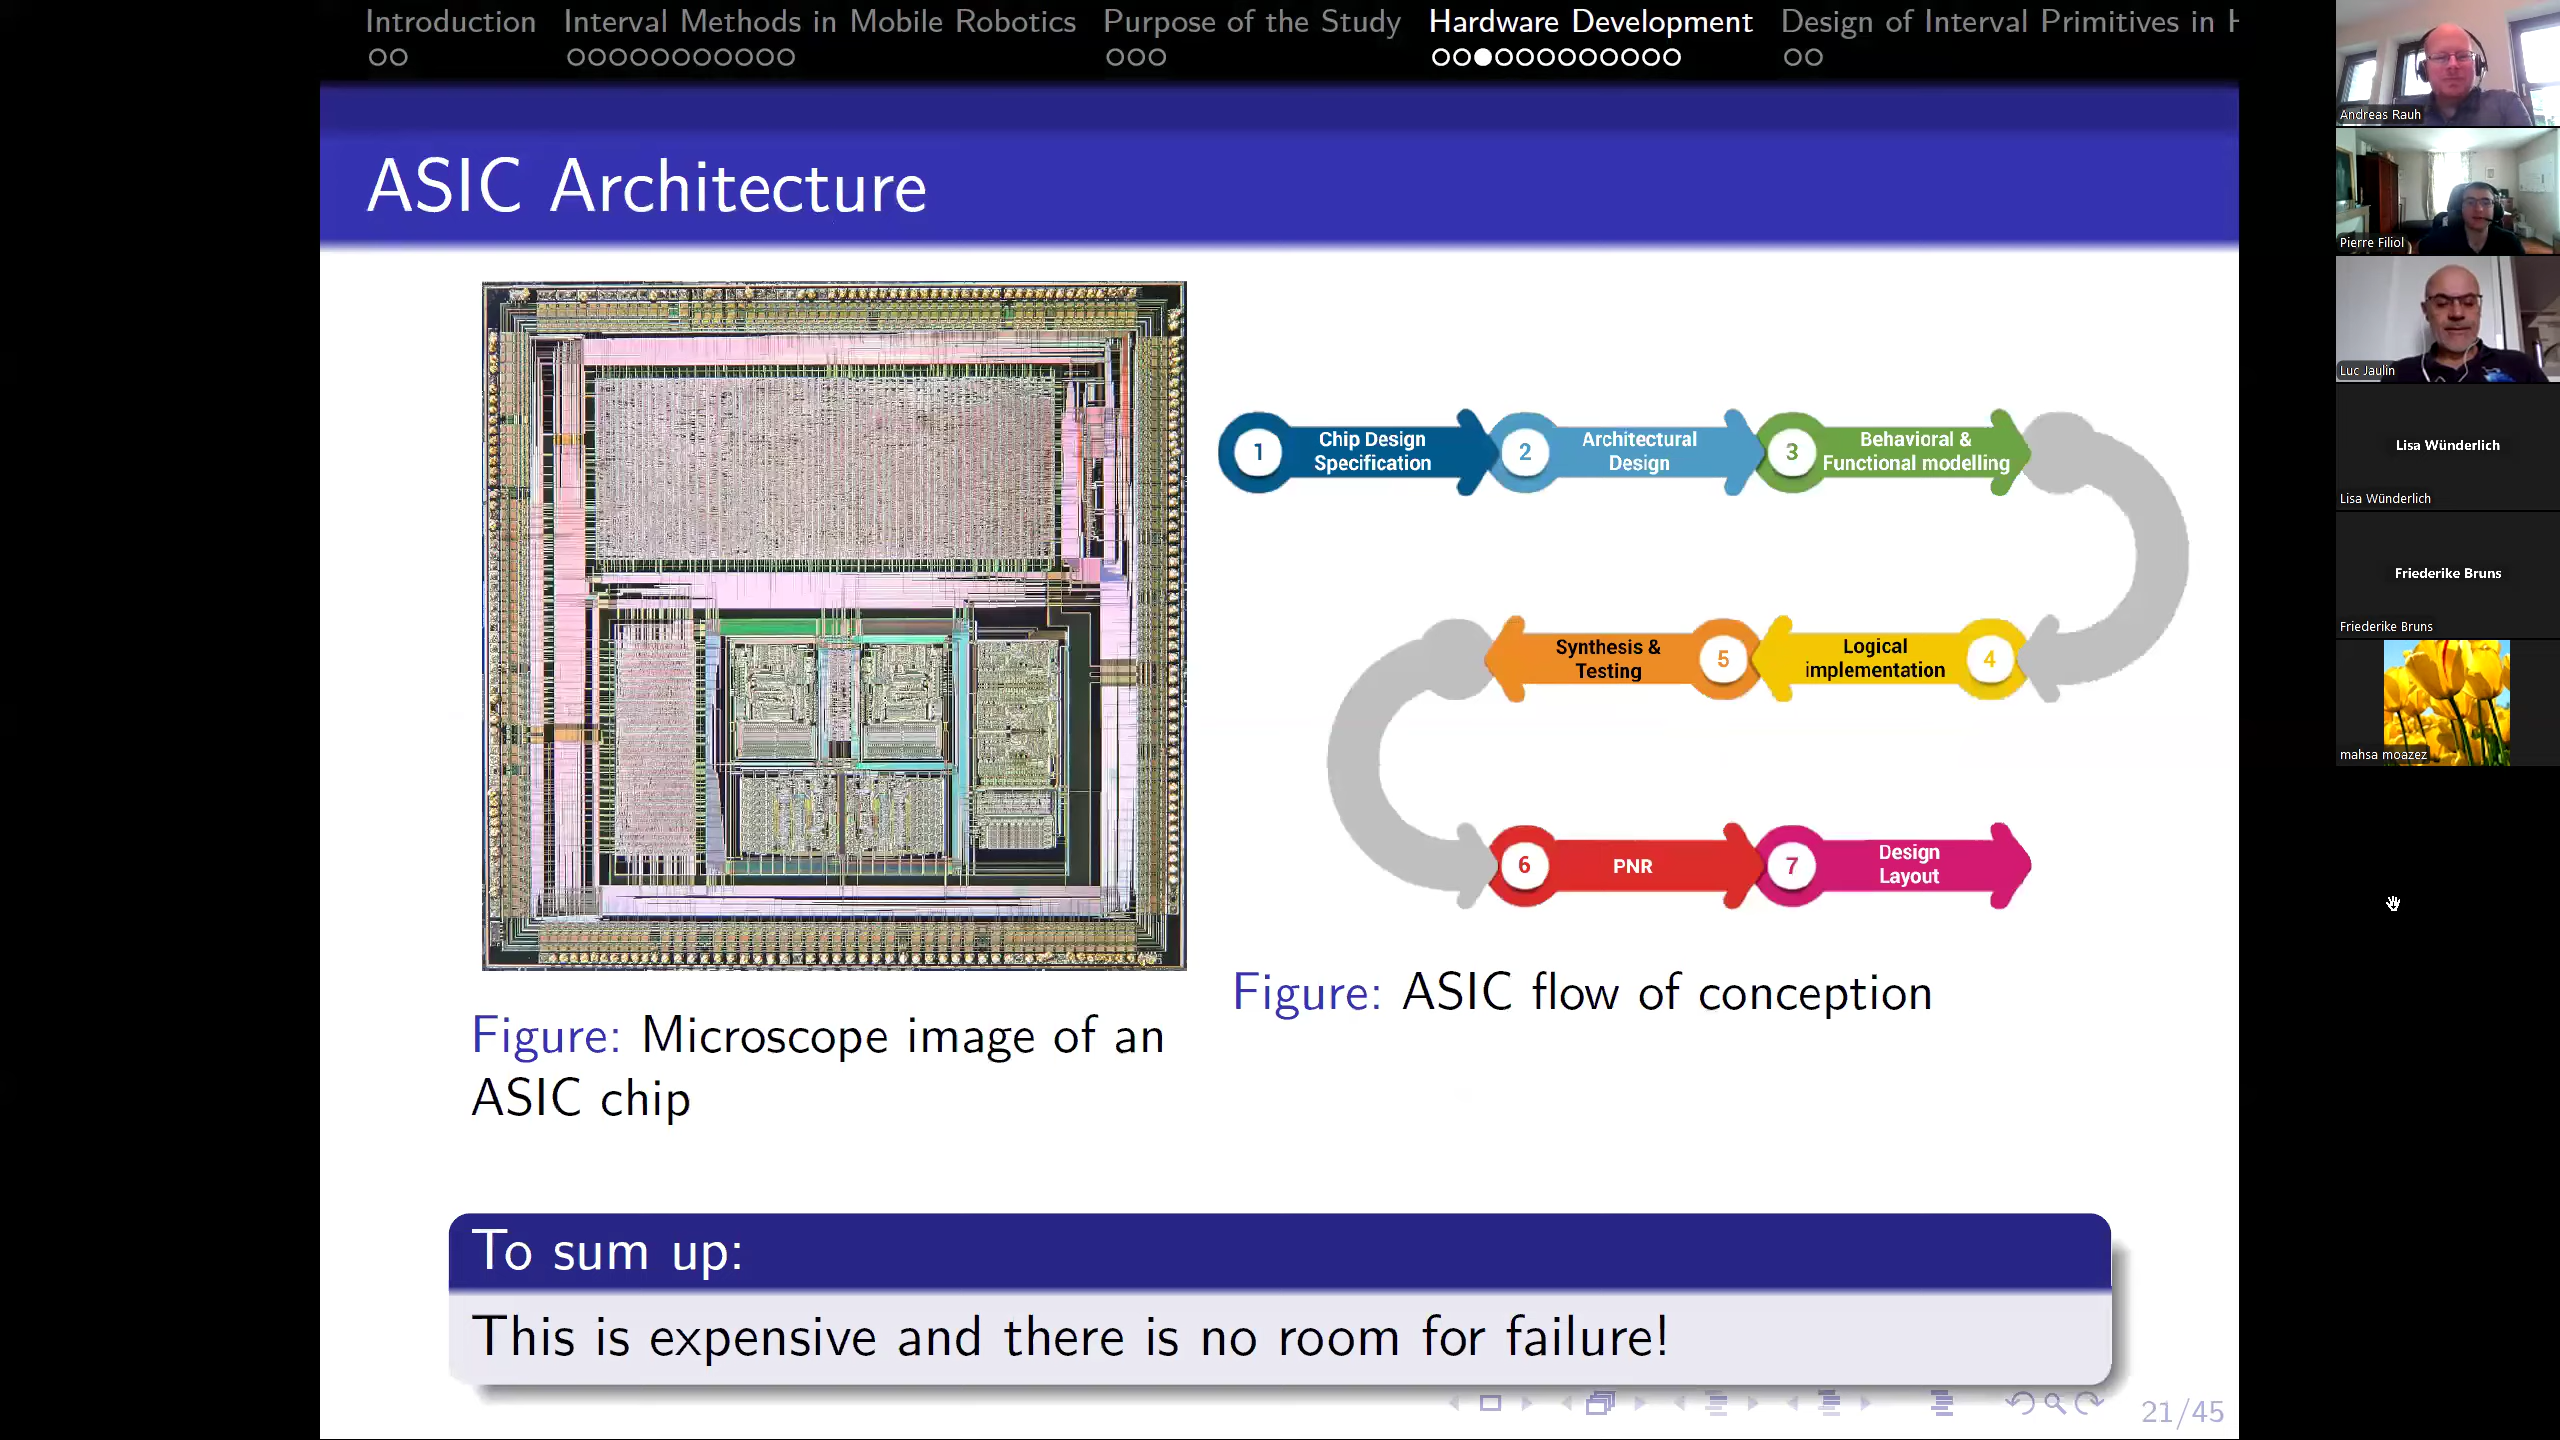 Introduction
Interval Methods in Mobile Robotics
Purpose of the Study
Hardware Development
Design of Interval Primitives in H
ASIC Architecture
1
Chip Design
Specification
2
Architectural
Design
3
Behavioral &
Functional modelling
Synthesis &
Testing
5
Logical
implementation
4
6
PNR
7
Design
Layout
Figure: ASIC flow of conception
Figure: Microscope image of an
ASIC chip
To sum up:
This is expensive and there is no room for failure!
21/45
Andreas Rauh
Pierre Filiol
Luc Jaulin
Lisa Wünderlich
Lisa Wünderlich
Friederike Bruns
Friederike Bruns
mahsa moazez